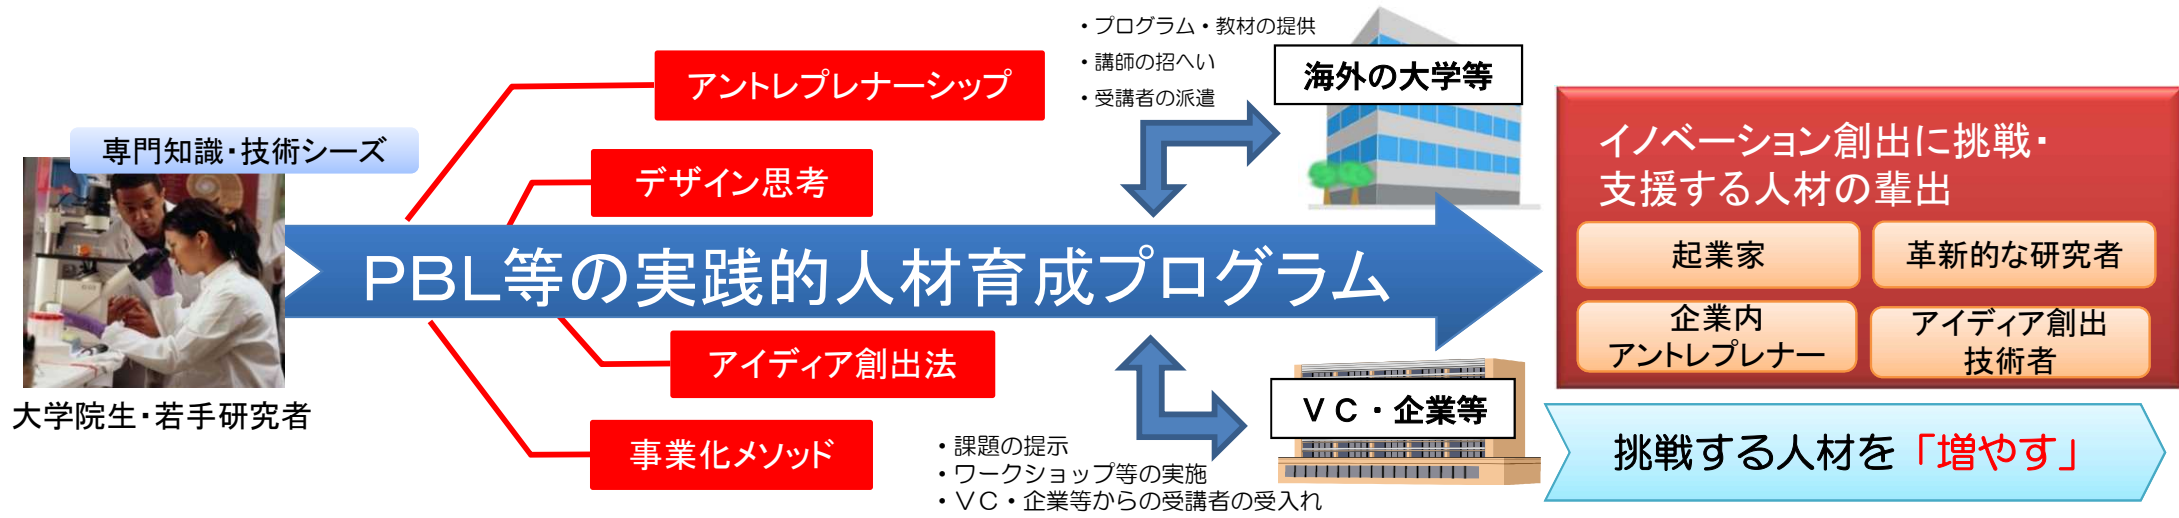 ・プログラム・教材の提供
・講師の招へい
・受講者の派遣
海外の大学等
アントレプレナーシップ
デザイン思考
専門知識・技術シーズ
PBL等の実践的人材育成プログラム
大学院生・若手研究者
アイディア創出法
事業化メソッド
VC・企業等
・課題の提示
・ワークショップ等の実施
・VC・企業等からの受講者の受入れ
イノベーション創出に挑戦・
支援する人材の輩出
起業家
革新的な研究者
企業内
アントレプレナー
アイディア創出
技術者
挑戦する人材を「増やす」